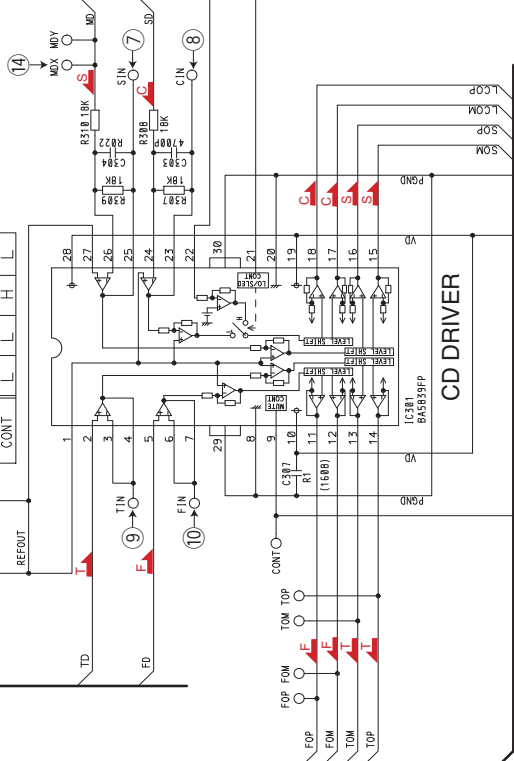 MD
SD
14
MDX
MDY
7
SIN
8
CIN
S
C
R310 18K
R308
18K
R022
C304
4700P
C303
18K
R309
18K
R307
LCOP
LCOM
SOP
SOM
C
C
S
S
PGND
VD
CONT
L
L
L
H
L
28
27
26
25
24
23
22
30
21
20
19
18
17
16
15
LO/SLED
CONT
L
H
LEVEL SHIFT
LEVEL SHIFT
LEVEL SHIFT
LEVEL SHIFT
MUTE
CONT
CD DRIVER
IC301
BA5839FP
1
2
3
4
5
6
7
29
8
9
10
11
12
13
14
C307
R1
(1608)
VD
PGND
REFOUT
TIN
9
FIN
10
CONT
T
F
TD
FD
TOM
TOP
FOP
FOM
F
F
T
T
FOP
FOM
TOM
TOP